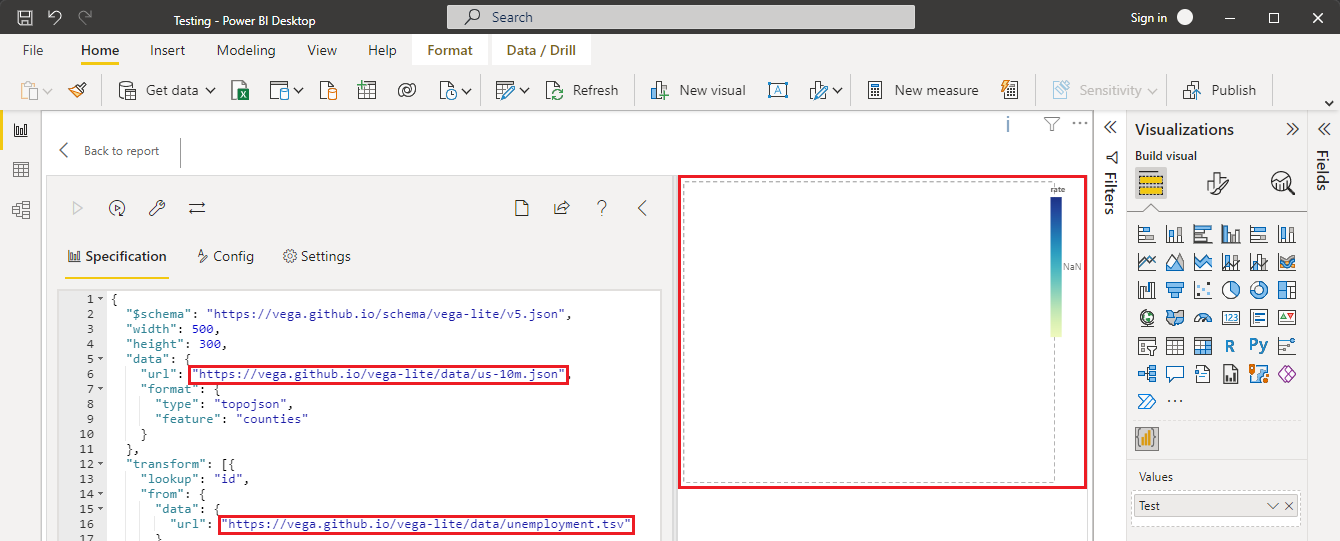 Testing - Power BI Desktop
Search
Sign in
File Home Insert Modeling View Help Format Data / Drill
Get data Refresh New visual New measure Sensitivity Publish
Back to report
Specification Config Settings
1 {
2 "$schema": "https://vega.github.io/schema/vega-lite/v5.json",
3 "width": 500,
4 "height": 300,
5 "data": {
6 "url": "https://vega.github.io/vega-lite/data/us-10m.json",
7 "format": {
8 "type": "topojson",
9 "feature": "counties"
10 }
11 },
12 "transform": [{
13 "lookup": "id",
14 "from": {
15 "data": {
16 "url": "https://vega.github.io/vega-lite/data/unemployment.tsv"
17 }
rate
NaN
Filters
Visualizations
Build visual
123
R Py
Values
Test
Fields